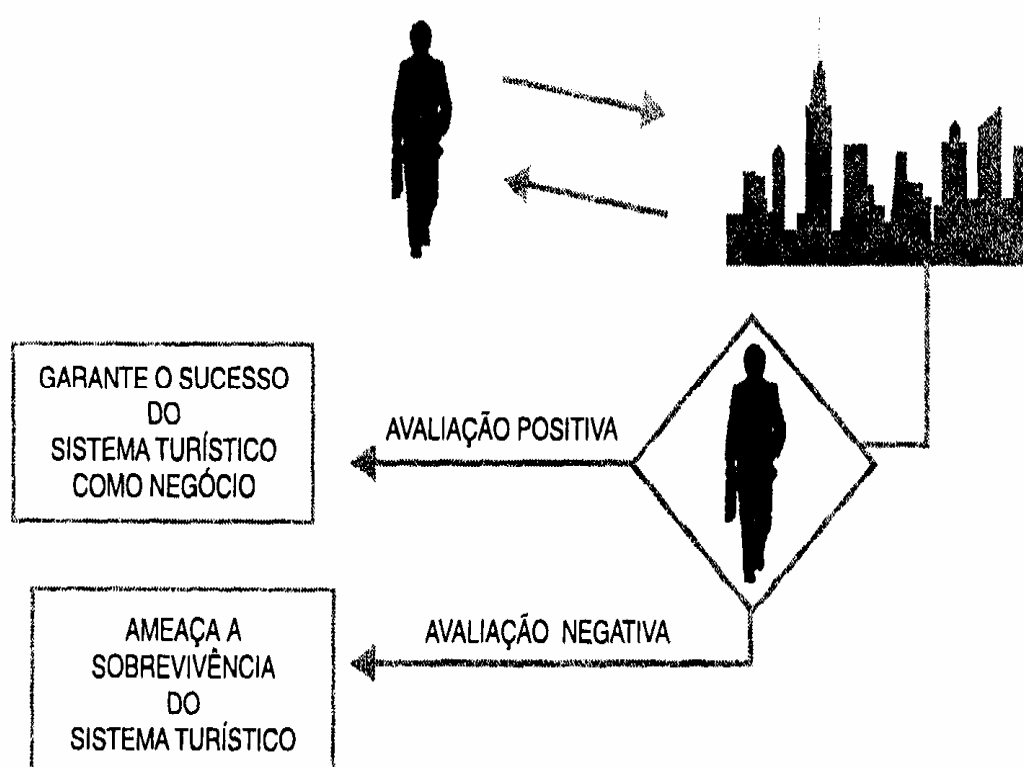 GARANTE O SUCESSO
DO
SISTEMA TURÍSTICO
COMO NEGÓCIO
AVALIAÇÃO POSITIVA
AMEAÇA A
SOBREVIVÊNCIA
DO
SISTEMA TURÍSTICO
AVALIAÇÃO NEGATIVA